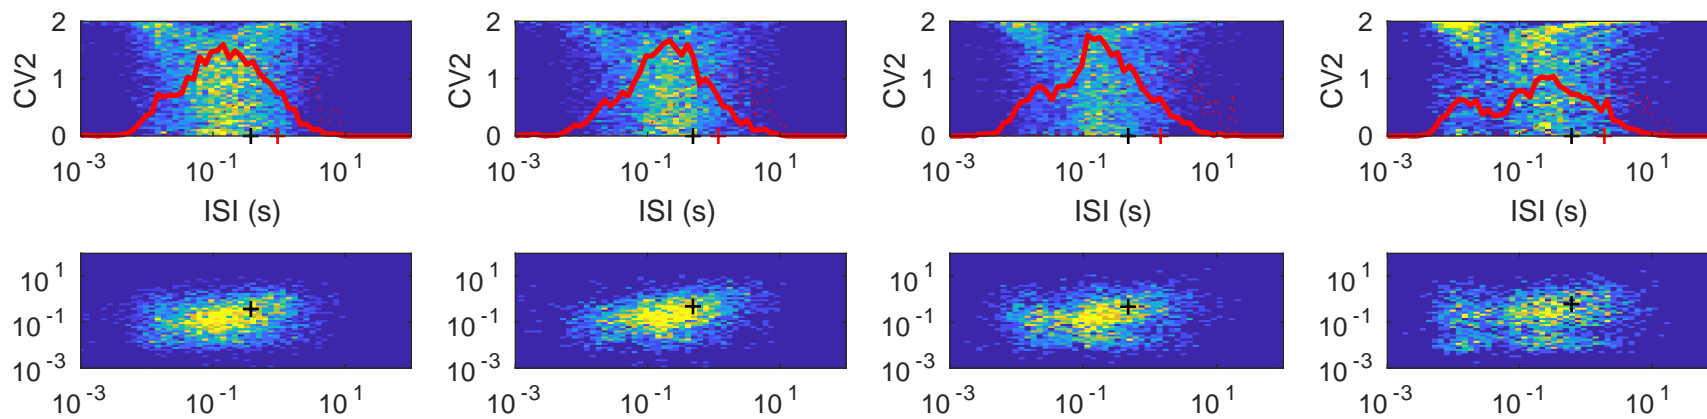 2 2 2 2
CV2 CV2 CV2 CV2
1 1 1 1
0 0 0 0
10^-3 10^-1 10^1 10^-3 10^-1 10^1 10^-3 10^-1 10^1 10^-3 10^-1 10^1
ISI (s) ISI (s) ISI (s) ISI (s)
10^1 10^1 10^1 10^1
10^-1 10^-1 10^-1 10^-1
10^-3 10^-3 10^-3 10^-3
10^-3 10^-1 10^1 10^-3 10^-1 10^1 10^-3 10^-1 10^1 10^-3 10^-1 10^1